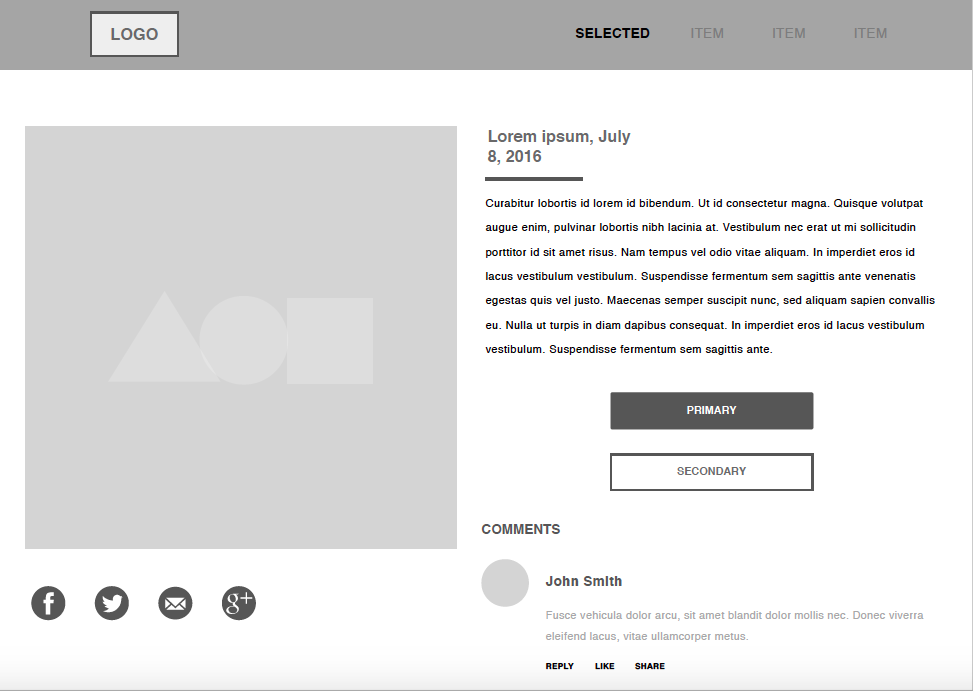 LOGO
SELECTED ITEM ITEM ITEM
Lorem ipsum, July
8, 2016
Curabitur lobortis id lorem id bibendum. Ut id consectetur magna. Quisque volutpat
augue enim, pulvinar lobortis nibh lacinia at. Vestibulum nec erat ut mi sollicitudin
porttitor id sit amet risus. Nam tempus vel odio vitae aliquam. In imperdiet eros id
lacus vestibulum vestibulum. Suspendisse fermentum sem sagittis ante venenatis
egestas quis vel justo. Maecenas semper suscipit nunc, sed aliquam sapien convallis
eu. Nulla ut turpis in diam dapibus consequat. In imperdiet eros id lacus vestibulum
vestibulum. Suspendisse fermentum sem sagittis ante.
PRIMARY
SECONDARY
COMMENTS
John Smith
Fusce vehicula dolor arcu, sit amet blandit dolor mollis nec. Donec viverra
eleifend lacus, vitae ullamcorper metus.
REPLY LIKE SHARE
f g+